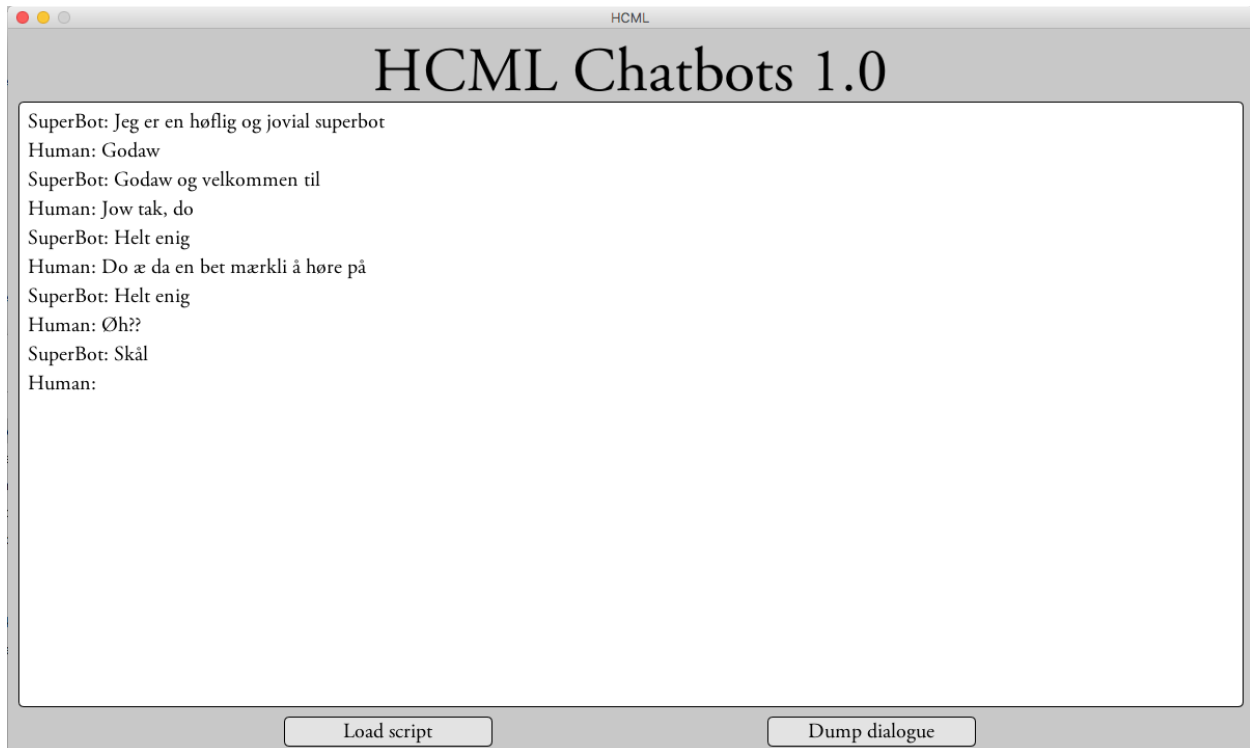 HCML
HCML Chatbots 1.0
SuperBot: Jeg er en høflig og jovial superbot
Human: Godaw
SuperBot: Godaw og velkommen til
Human: Jow tak, do
SuperBot: Helt enig
Human: Do æ da en bet mærkli å høre på
SuperBot: Helt enig
Human: Øh??
SuperBot: Skål
Human:
Load script
Dump dialogue